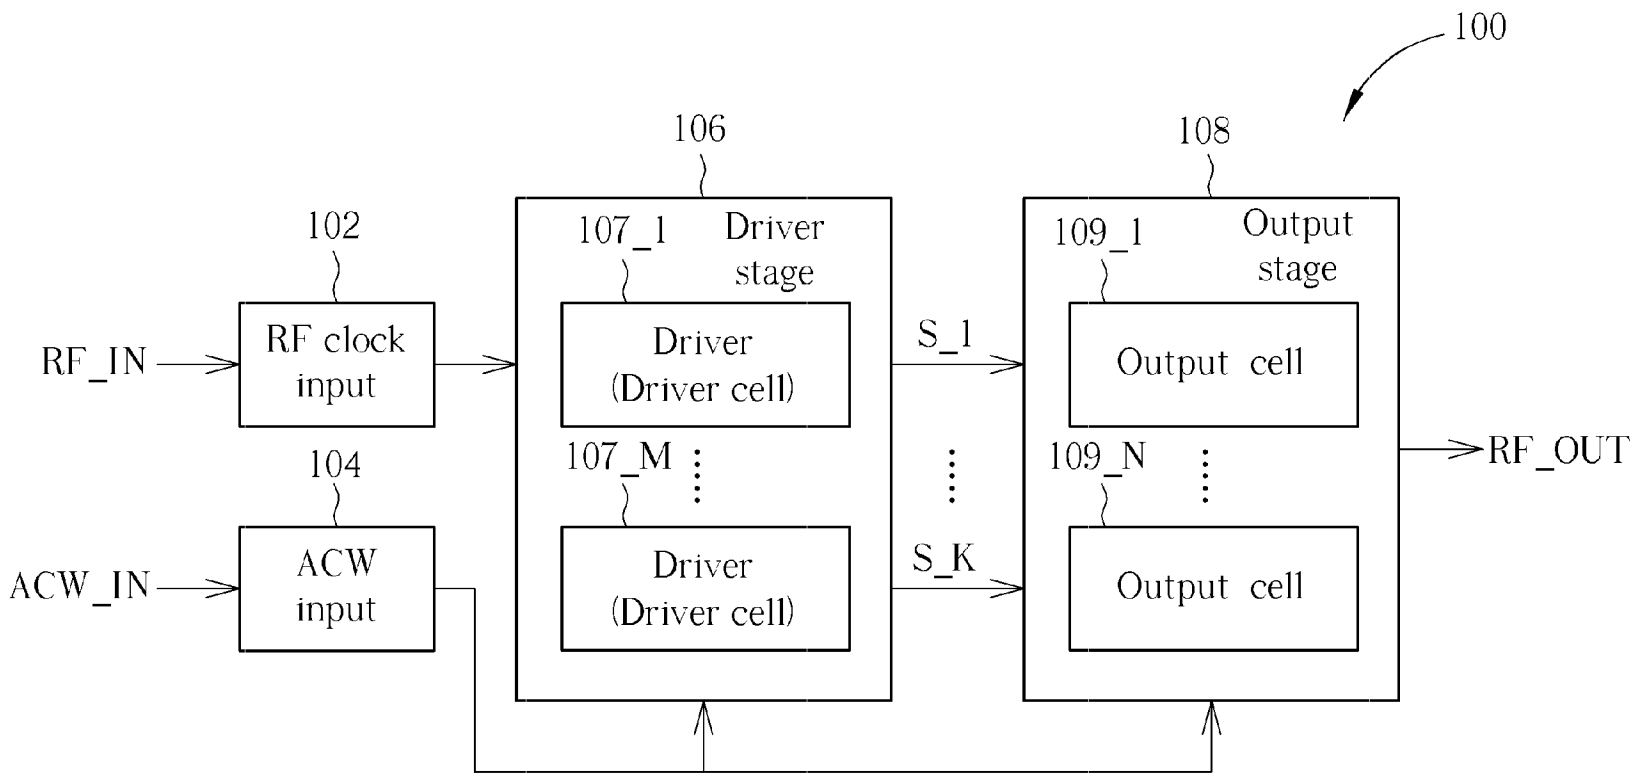 100
106
108
102
107_1
Driver
stage
109_1
Output
stage
RF_IN
RF clock
input
Driver
(Driver cell)
S_1
Output cell
104
107_M
109_N
RF_OUT
ACW_IN
ACW
input
Driver
(Driver cell)
S_K
Output cell